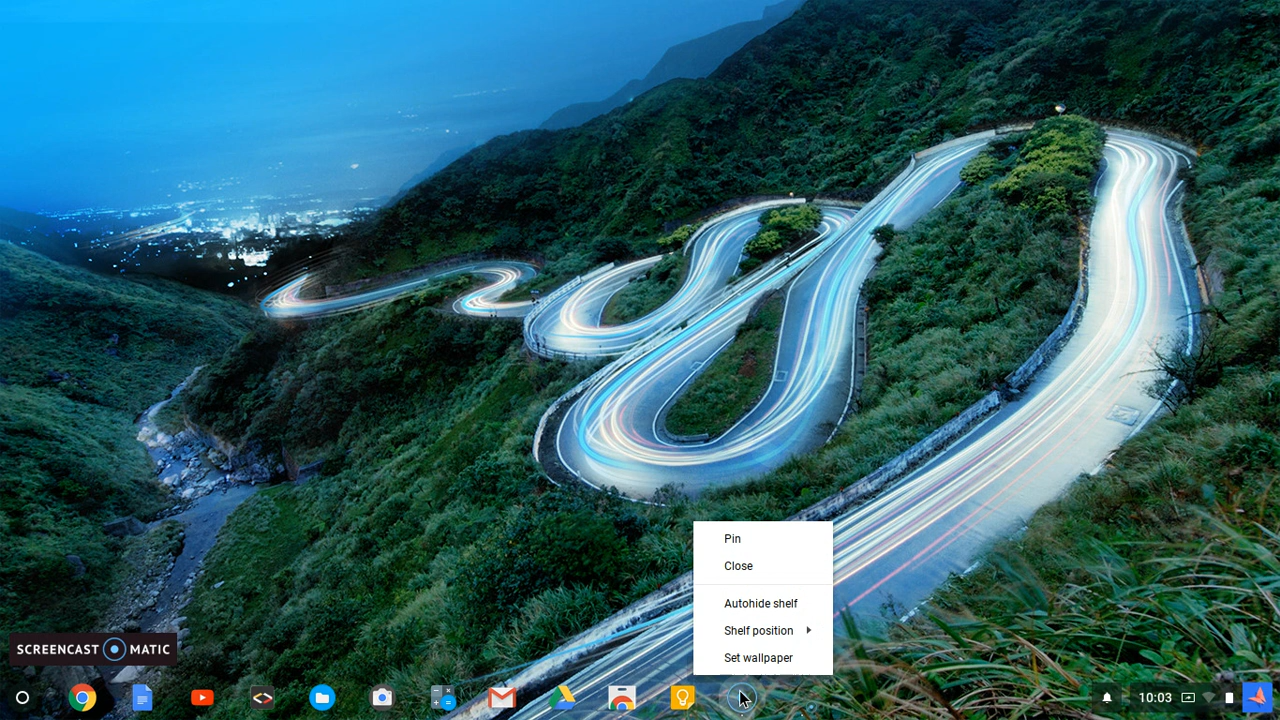 Pin
Close
Autohide shelf
Shelf position
Set wallpaper
SCREENCAST MATIC
10:03